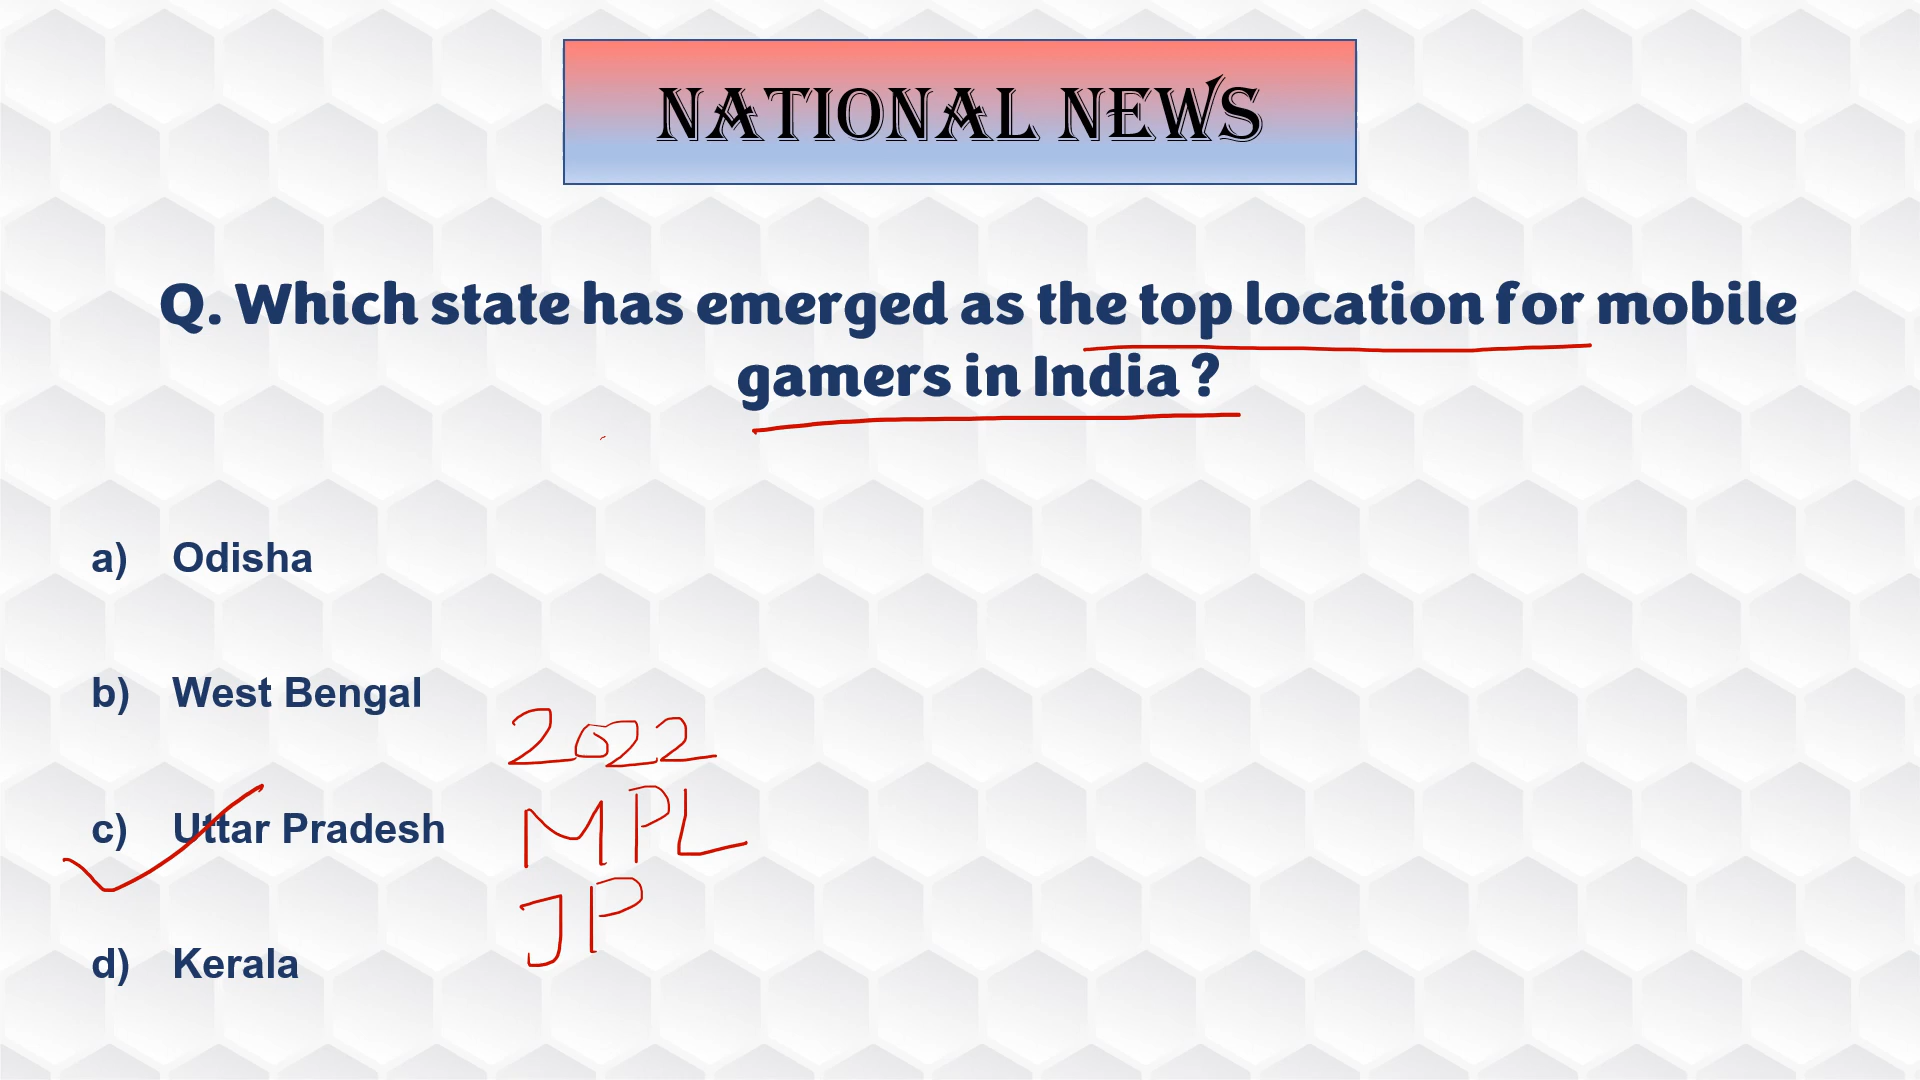 NATIONAL NEWS
Q. Which state has emerged as the top location for mobile
gamers in India ?
a) Odisha
b) West Bengal
2022
c) Uttar Pradesh
MPL
JP
d) Kerala